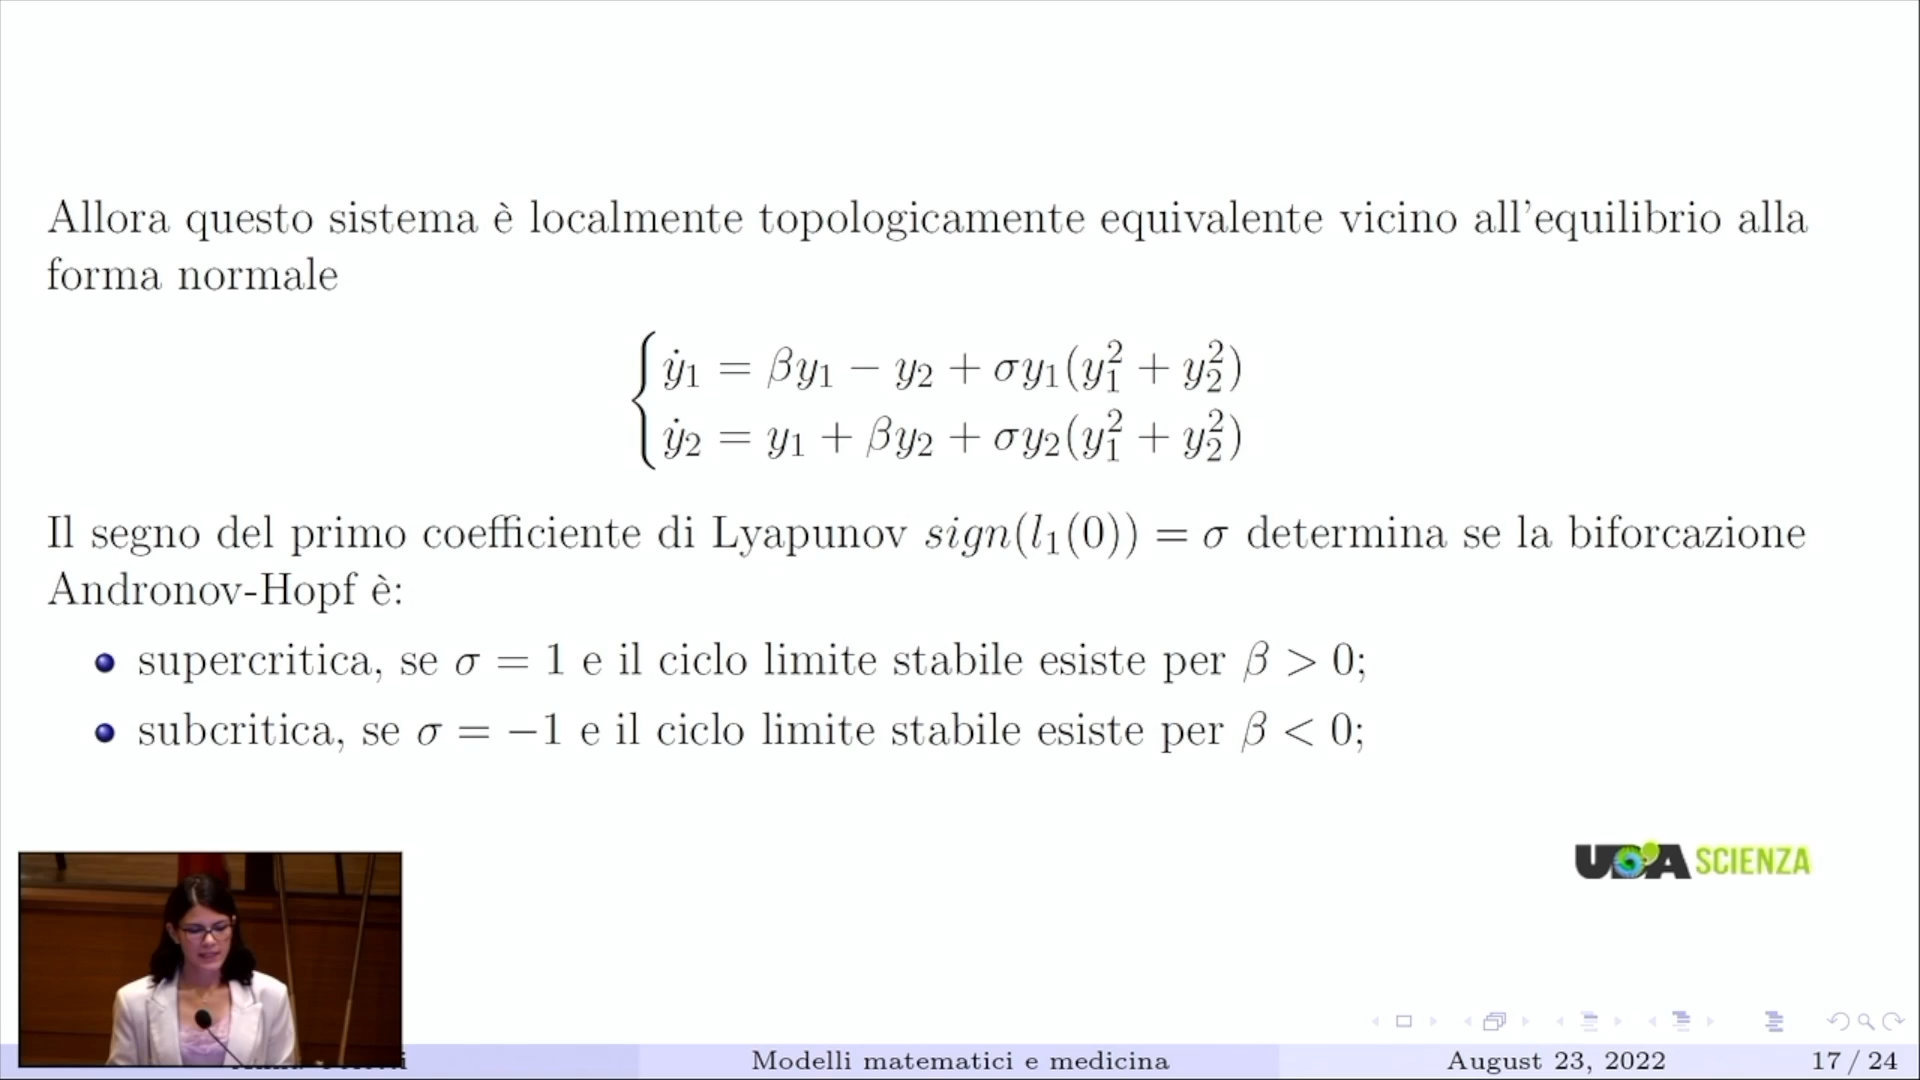 Allora questo sistema è localmente topologicamente equivalente vicino all'equilibrio alla
forma normale
ẏ₁ = βy₁ − y₂ + σy₁(y₁² + y₂²)
ẏ₂ = y₁ + βy₂ + σy₂(y₁² + y₂²)
Il segno del primo coefficiente di Lyapunov sign(l₁(0)) = σ determina se la biforcazione
Andronov-Hopf è:
supercritica, se σ = 1 e il ciclo limite stabile esiste per β > 0;
subcritica, se σ = −1 e il ciclo limite stabile esiste per β < 0;
UDA SCIENZA
Modelli matematici e medicina
August 23, 2022
17 / 24